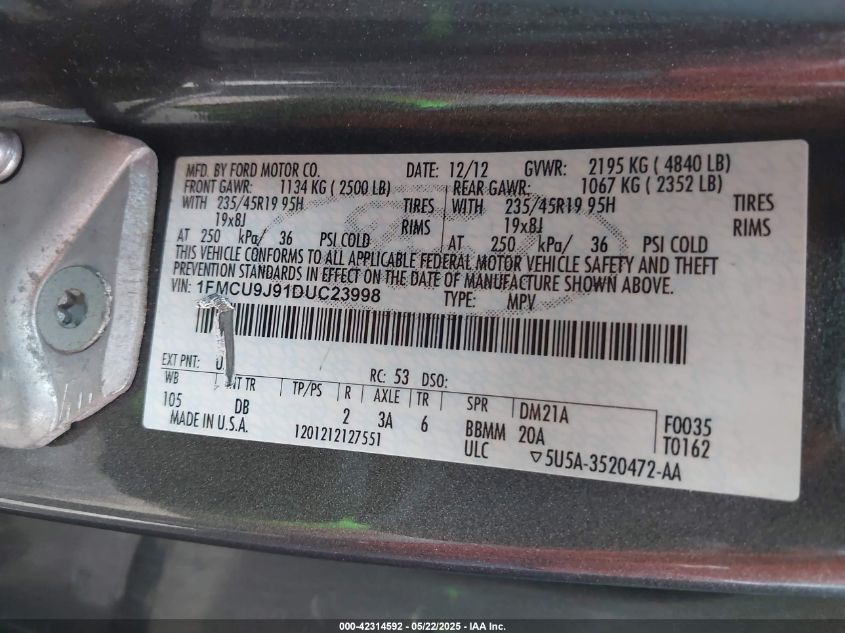 MFD. BY FORD MOTOR CO. DATE: 12/12 GVWR: 2195 KG ( 4840 LB)
FRONT GAWR: 1134 KG ( 2500 LB) REAR GAWR: 1067 KG ( 2352 LB)
WITH 235/45R19 95H TIRES WITH 235/45R19 95H TIRES
19x8J RIMS 19x8J RIMS
AT 250 kPa/ 36 PSI COLD AT 250 kPa/ 36 PSI COLD
THIS VEHICLE CONFORMS TO ALL APPLICABLE FEDERAL MOTOR VEHICLE SAFETY AND THEFT
PREVENTION STANDARDS IN EFFECT ON THE DATE OF MANUFACTURE SHOWN ABOVE.
VIN: 1FMCU9J91DUC23998 TYPE: MPV
EXT PNT: RC: 53 DSO:
WB TR TP/PS R AXLE TR SPR DM21A F0035
105 DB 2 3A 6 BBMM 20A T0162
MADE IN U.S.A. 1201212127551 ULC ▽5U5A-3520472-AA
000-42314592 - 05/22/2025 - IAA Inc.